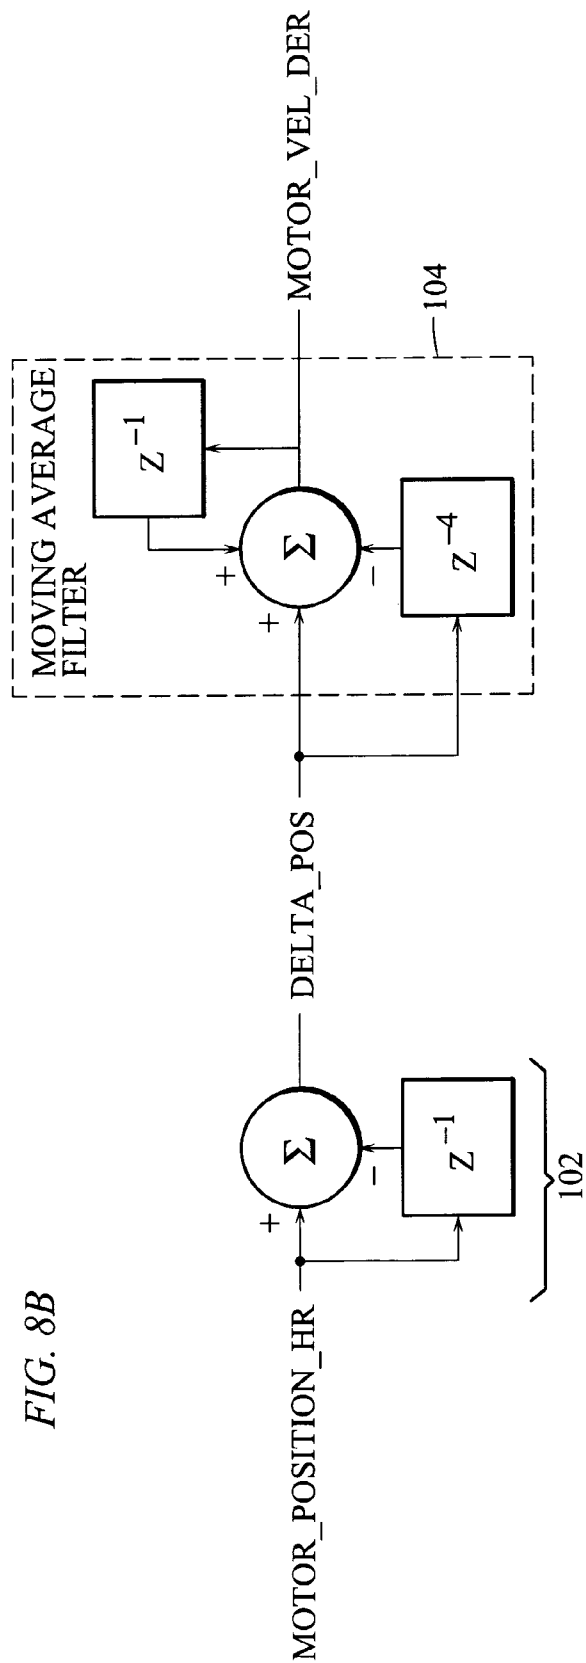 FIG. 8B
MOTOR_POSITION_HR
+
−
Σ
Z⁻¹
102
DELTA_POS
MOVING AVERAGE
FILTER
+
+
−
Σ
Z⁻¹
Z⁻⁴
104
MOTOR_VEL_DER